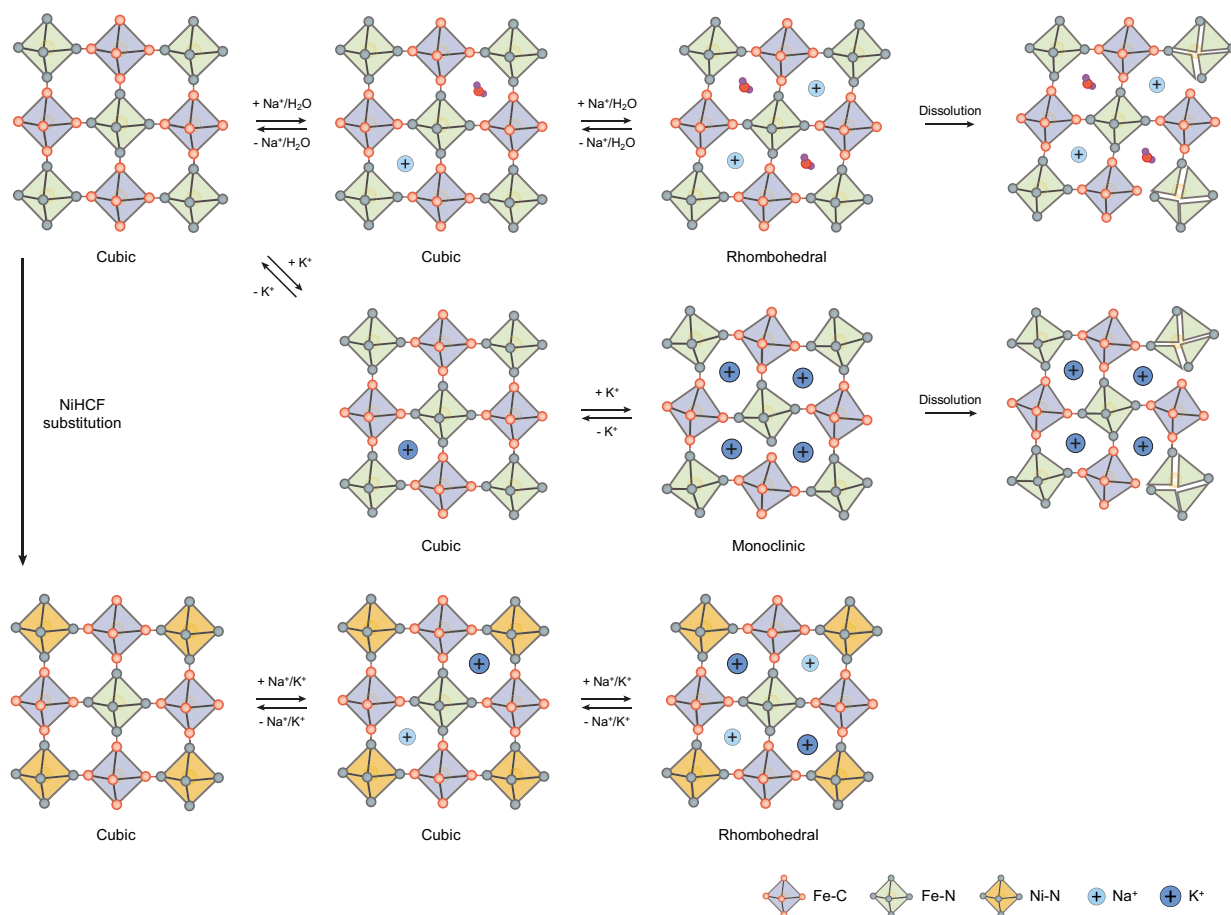 + Na⁺/H₂O
- Na⁺/H₂O
+ Na⁺/H₂O
- Na⁺/H₂O
Dissolution
Cubic
Cubic
Rhombohedral
+ K⁺
- K⁺
NiHCF
substitution
+ K⁺
- K⁺
Dissolution
Cubic
Monoclinic
+ Na⁺/K⁺
- Na⁺/K⁺
+ Na⁺/K⁺
- Na⁺/K⁺
Cubic
Cubic
Rhombohedral
Fe-C Fe-N Ni-N Na⁺ K⁺